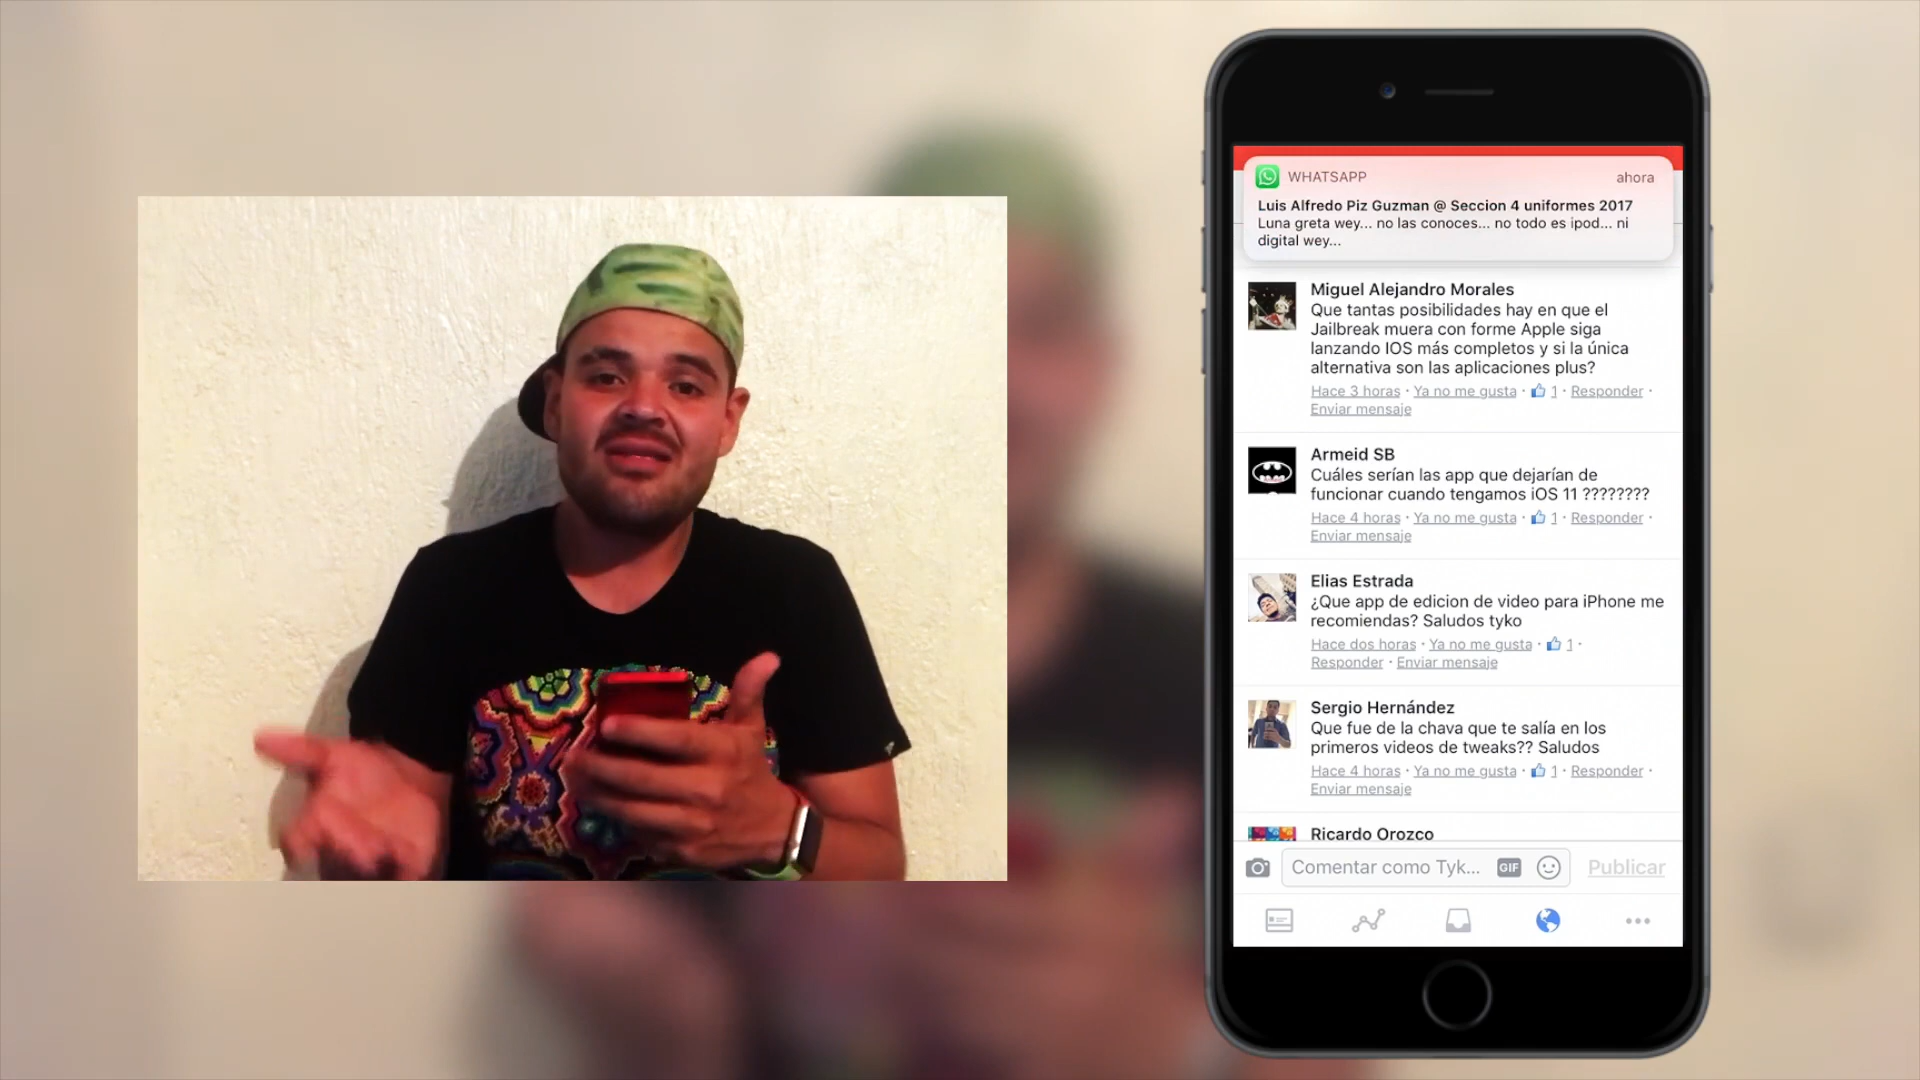 WHATSAPP
ahora
Luis Alfredo Piz Guzman @ Seccion 4 uniformes 2017
Luna greta wey... no las conoces... no todo es ipod... ni
digital wey...
Miguel Alejandro Morales
Que tantas posibilidades hay en que el
Jailbreak muera con forme Apple siga
lanzando IOS más completos y si la única
alternativa son las aplicaciones plus?
Hace 3 horas · Ya no me gusta · 1 · Responder ·
Enviar mensaje
Armeid SB
Cuáles serían las app que dejarían de
funcionar cuando tengamos iOS 11 ????????
Hace 4 horas · Ya no me gusta · 1 · Responder ·
Enviar mensaje
Elias Estrada
¿Que app de edicion de video para iPhone me
recomiendas? Saludos tyko
Hace dos horas · Ya no me gusta · 1 ·
Responder · Enviar mensaje
Sergio Hernández
Que fue de la chava que te salía en los
primeros videos de tweaks?? Saludos
Hace 4 horas · Ya no me gusta · 1 · Responder ·
Enviar mensaje
Ricardo Orozco
Comentar como Tyk... GIF
Publicar